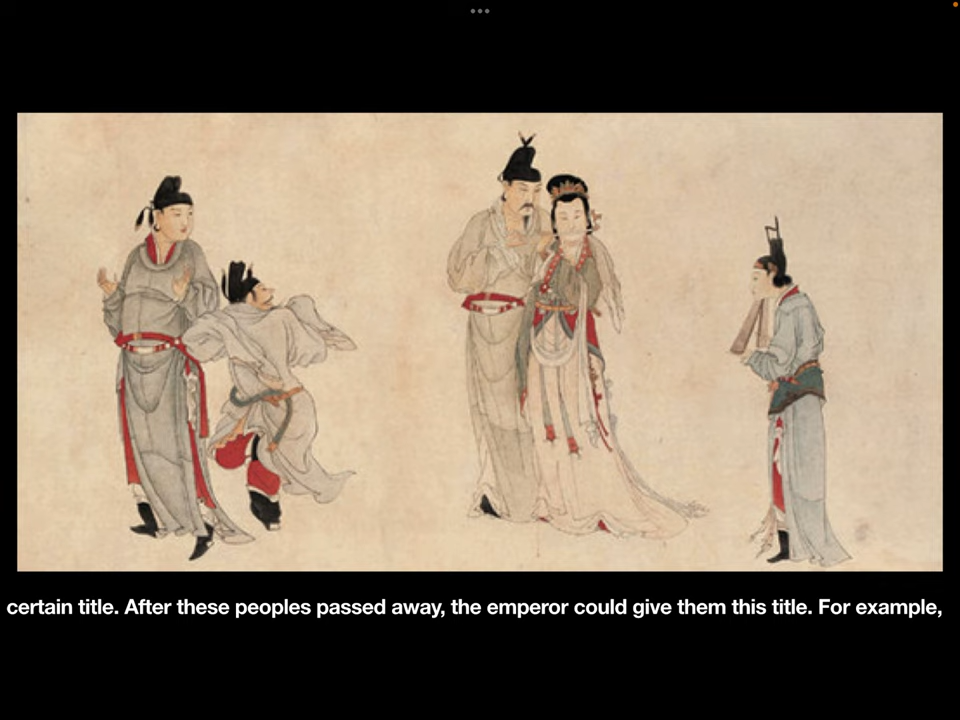 certain title. After these peoples passed away, the emperor could give them this title. For example,